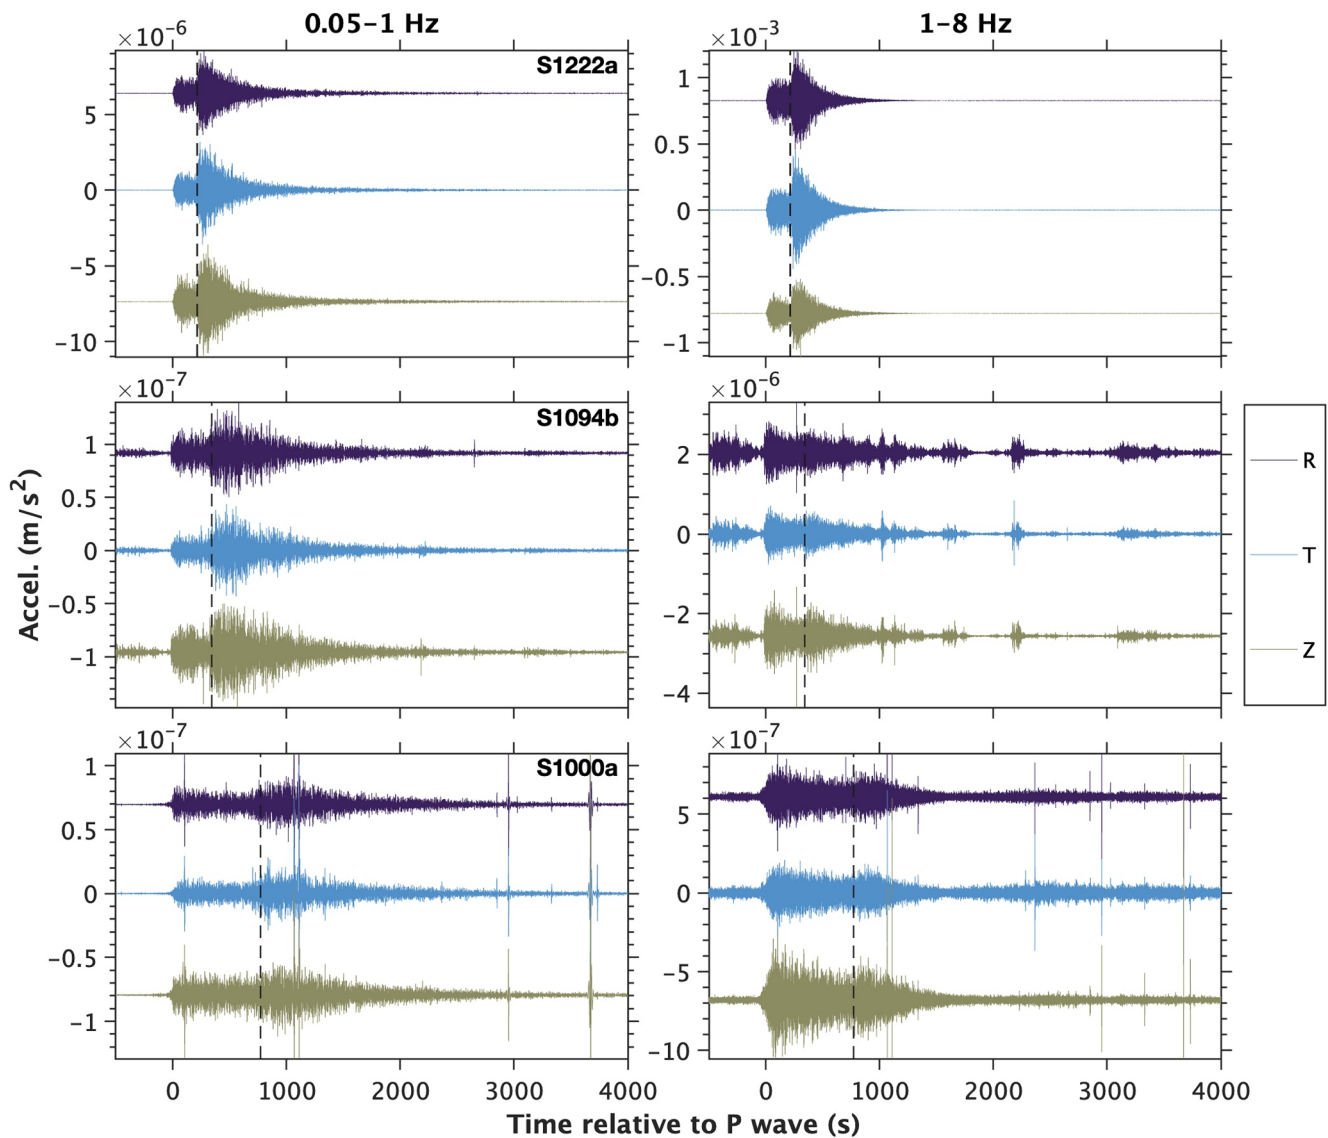 0.05–1 Hz
1–8 Hz
×10⁻⁶
×10⁻³
S1222a
5
0
−5
−10
1
0.5
0
−0.5
−1
×10⁻⁷
×10⁻⁶
S1094b
1
0.5
0
−0.5
−1
2
0
−2
−4
R
T
Z
Accel. (m/s²)
×10⁻⁷
×10⁻⁷
S1000a
1
0.5
0
−0.5
−1
5
0
−5
−10
0 1000 2000 3000 4000
0 1000 2000 3000 4000
Time relative to P wave (s)